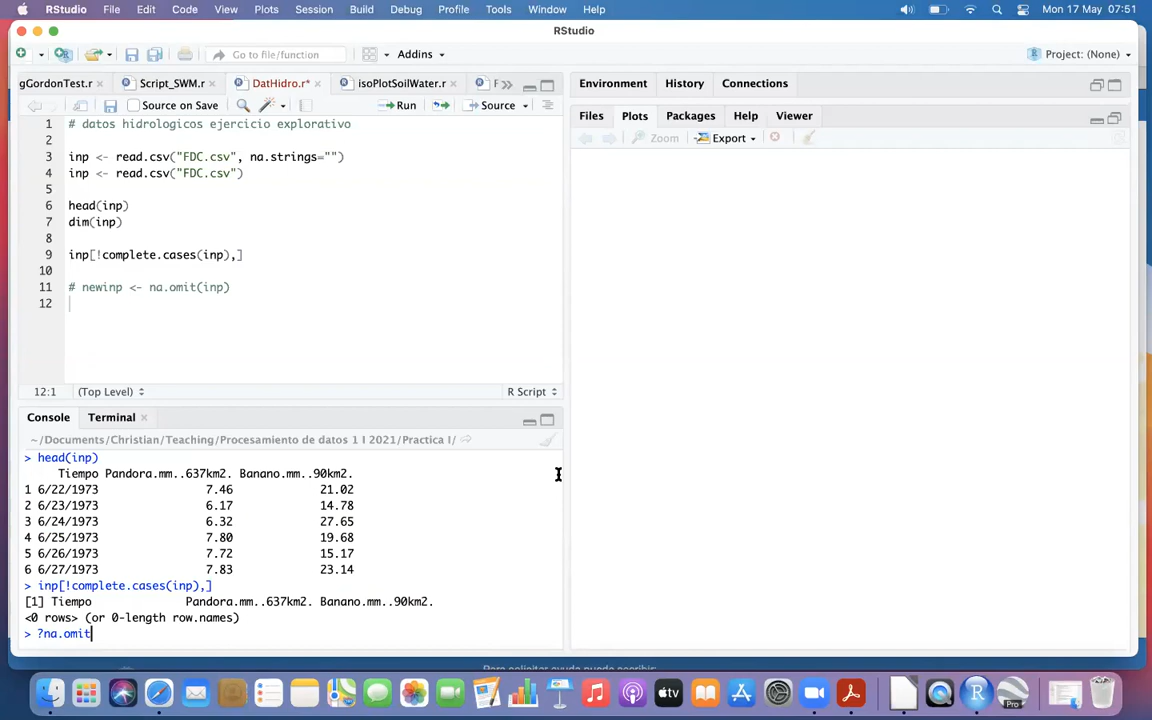 RStudio File Edit Code View Plots Session Build Debug Profile Tools Window Help Mon 17 May 07:51
RStudio
Go to file/function Addins Project: (None)
gGordonTest.r Script_SWM.r DatHidro.r* isoPlotSoilWater.r
Source on Save Run Source
1 # datos hidrologicos ejercicio explorativo
2
3 inp <- read.csv("FDC.csv", na.strings="")
4 inp <- read.csv("FDC.csv")
5
6 head(inp)
7 dim(inp)
8
9 inp[!complete.cases(inp),]
10
11 # newinp <- na.omit(inp)
12
12:1 (Top Level) R Script
Console Terminal
~/Documents/Christian/Teaching/Procesamiento de datos 1 I 2021/Practica I/
> head(inp)
Tiempo Pandora.mm..637km2. Banano.mm..90km2.
1 6/22/1973 7.46 21.02
2 6/23/1973 6.17 14.78
3 6/24/1973 6.32 27.65
4 6/25/1973 7.80 19.68
5 6/26/1973 7.72 15.17
6 6/27/1973 7.83 23.14
> inp[!complete.cases(inp),]
[1] Tiempo Pandora.mm..637km2. Banano.mm..90km2.
<0 rows> (or 0-length row.names)
> ?na.omit
Environment History Connections
Files Plots Packages Help Viewer
Zoom Export
tv
R
Pro